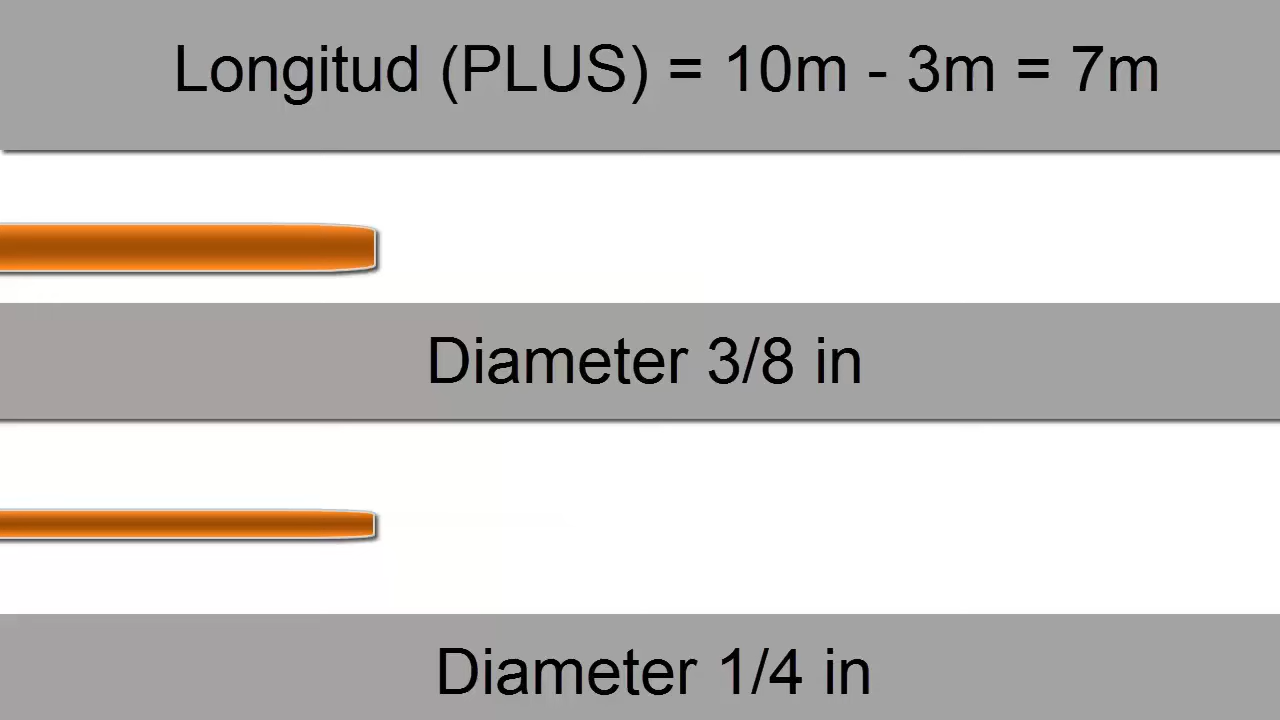 Longitud (PLUS) = 10m - 3m = 7m
Diameter 3/8 in
Diameter 1/4 in